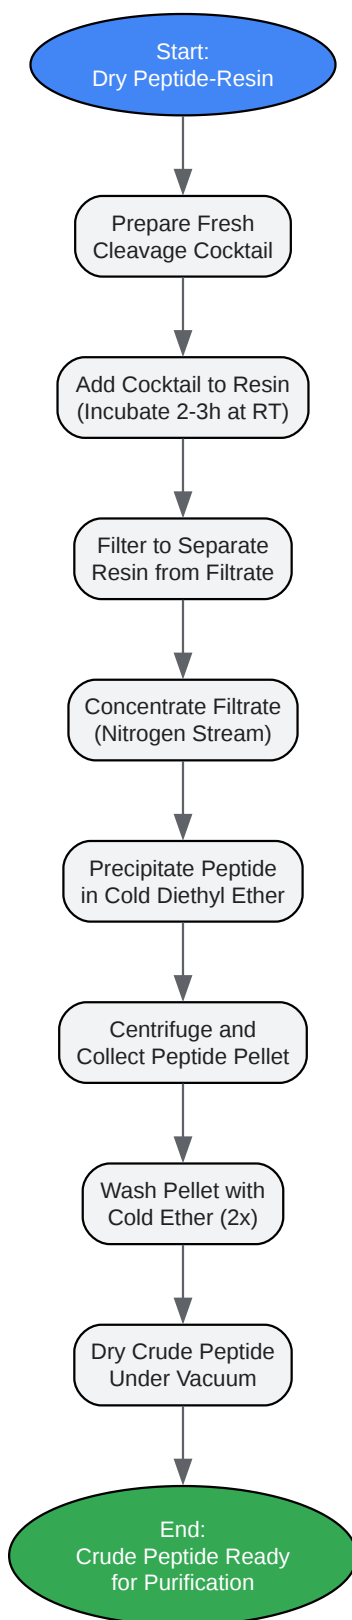 Start:
Dry Peptide-Resin
Prepare Fresh
Cleavage Cocktail
Add Cocktail to Resin
(Incubate 2-3h at RT)
Filter to Separate
Resin from Filtrate
Concentrate Filtrate
(Nitrogen Stream)
Precipitate Peptide
in Cold Diethyl Ether
Centrifuge and
Collect Peptide Pellet
Wash Pellet with
Cold Ether (2x)
Dry Crude Peptide
Under Vacuum
End:
Crude Peptide Ready
for Purification